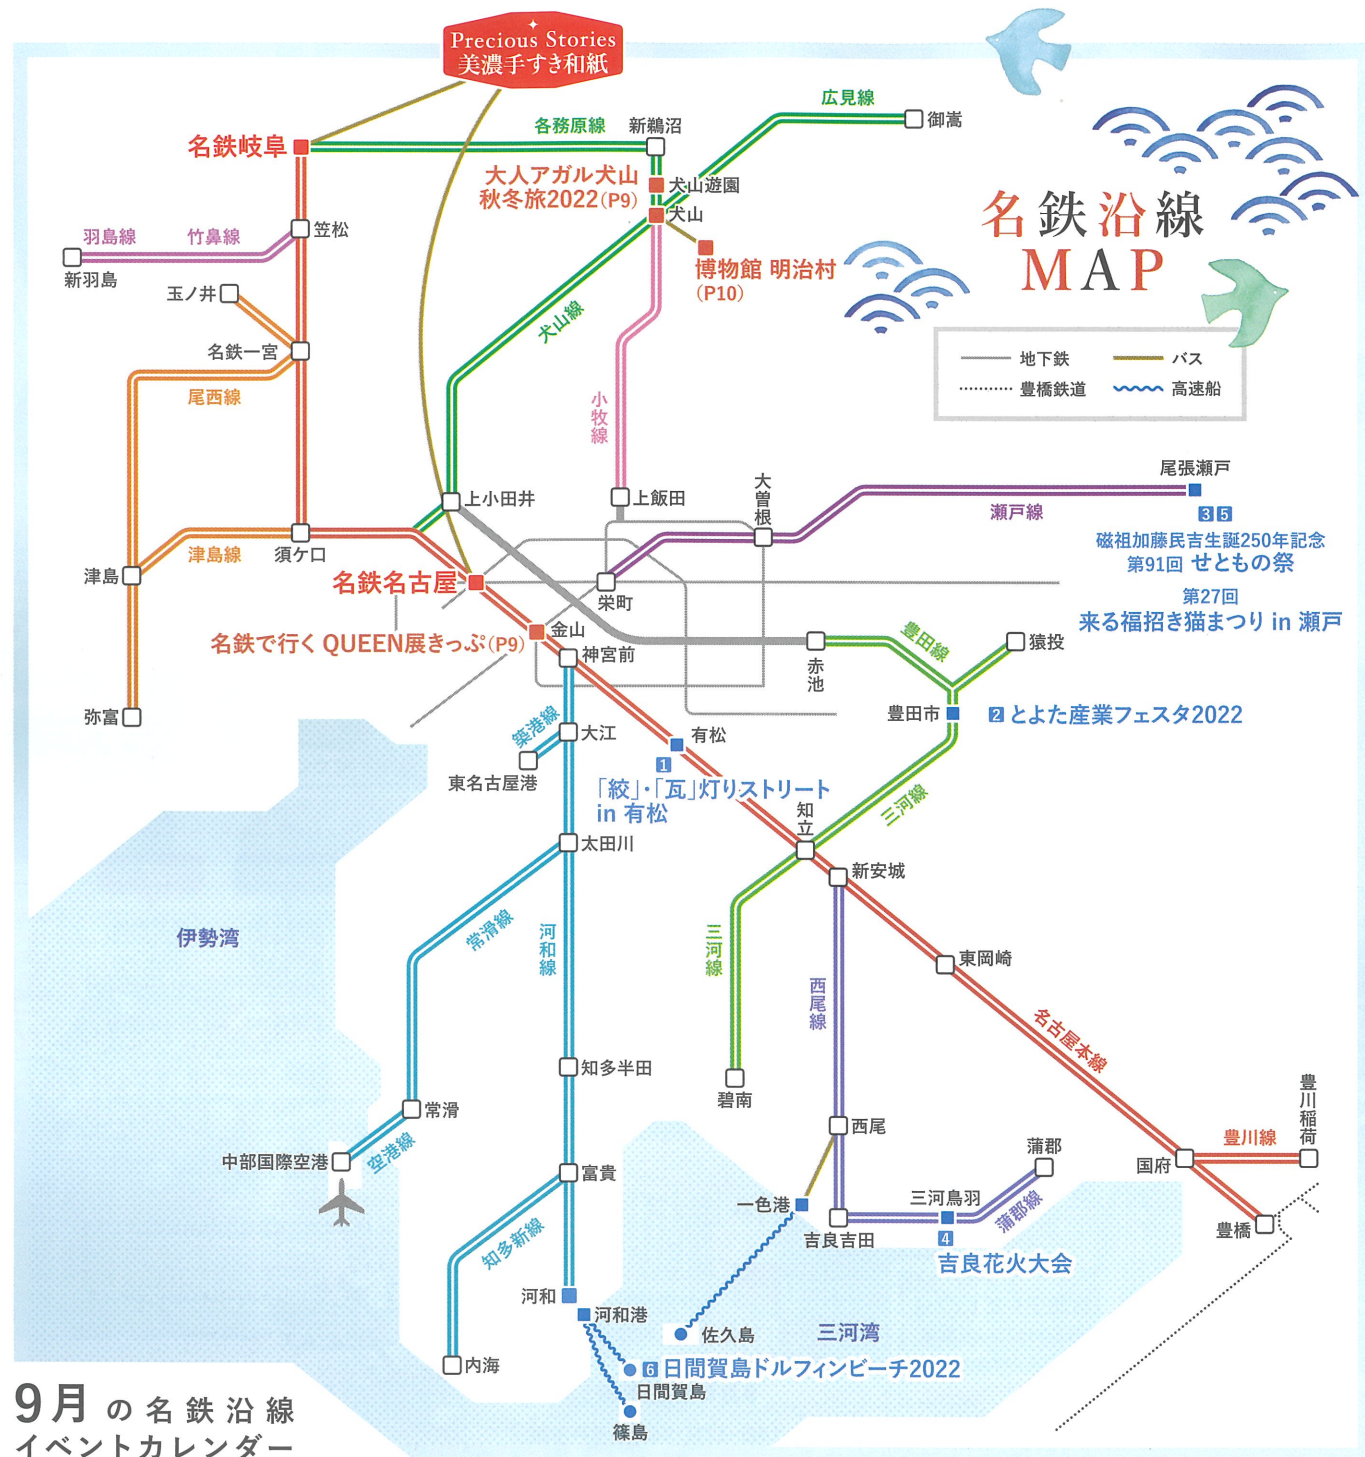 Precious Stories
美濃手すき和紙
名鉄沿線
MAP
地下鉄
バス
豊橋鉄道
高速船
名鉄岐阜
各務原線
新鵜沼
広見線
御嵩
大人アガル犬山
秋冬旅2022(P9)
犬山遊園
犬山
博物館 明治村
(P10)
羽島線
竹鼻線
笠松
新羽島
玉ノ井
名鉄一宮
尾西線
犬山線
小牧線
上小田井
上飯田
大曽根
尾張瀬戸
瀬戸線
3 5
磁祖加藤民吉生誕250年記念
第91回 せともの祭
第27回
来る福招き猫まつり in 瀬戸
津島
津島線
須ケ口
名鉄名古屋
栄町
名鉄で行く QUEEN展きっぷ(P9)
金山
神宮前
赤池
豊田線
猿投
弥富
豊田市
2 とよた産業フェスタ2022
築港線
大江
東名古屋港
有松
1
「絞」・「瓦」灯りストリート
in 有松
太田川
知立
三河線
新安城
伊勢湾
常滑線
河和線
三河線
西尾線
東岡崎
名古屋本線
知多半田
碧南
常滑
西尾
中部国際空港
空港線
富貴
蒲郡
国府
豊川線
豊川稲荷
一色港
吉良吉田
三河鳥羽
蒲郡線
4
吉良花火大会
豊橋
知多新線
河和
河和港
佐久島
三河湾
内海
6 日間賀島ドルフィンビーチ2022
日間賀島
篠島
9月の名鉄沿線
イベントカレンダー